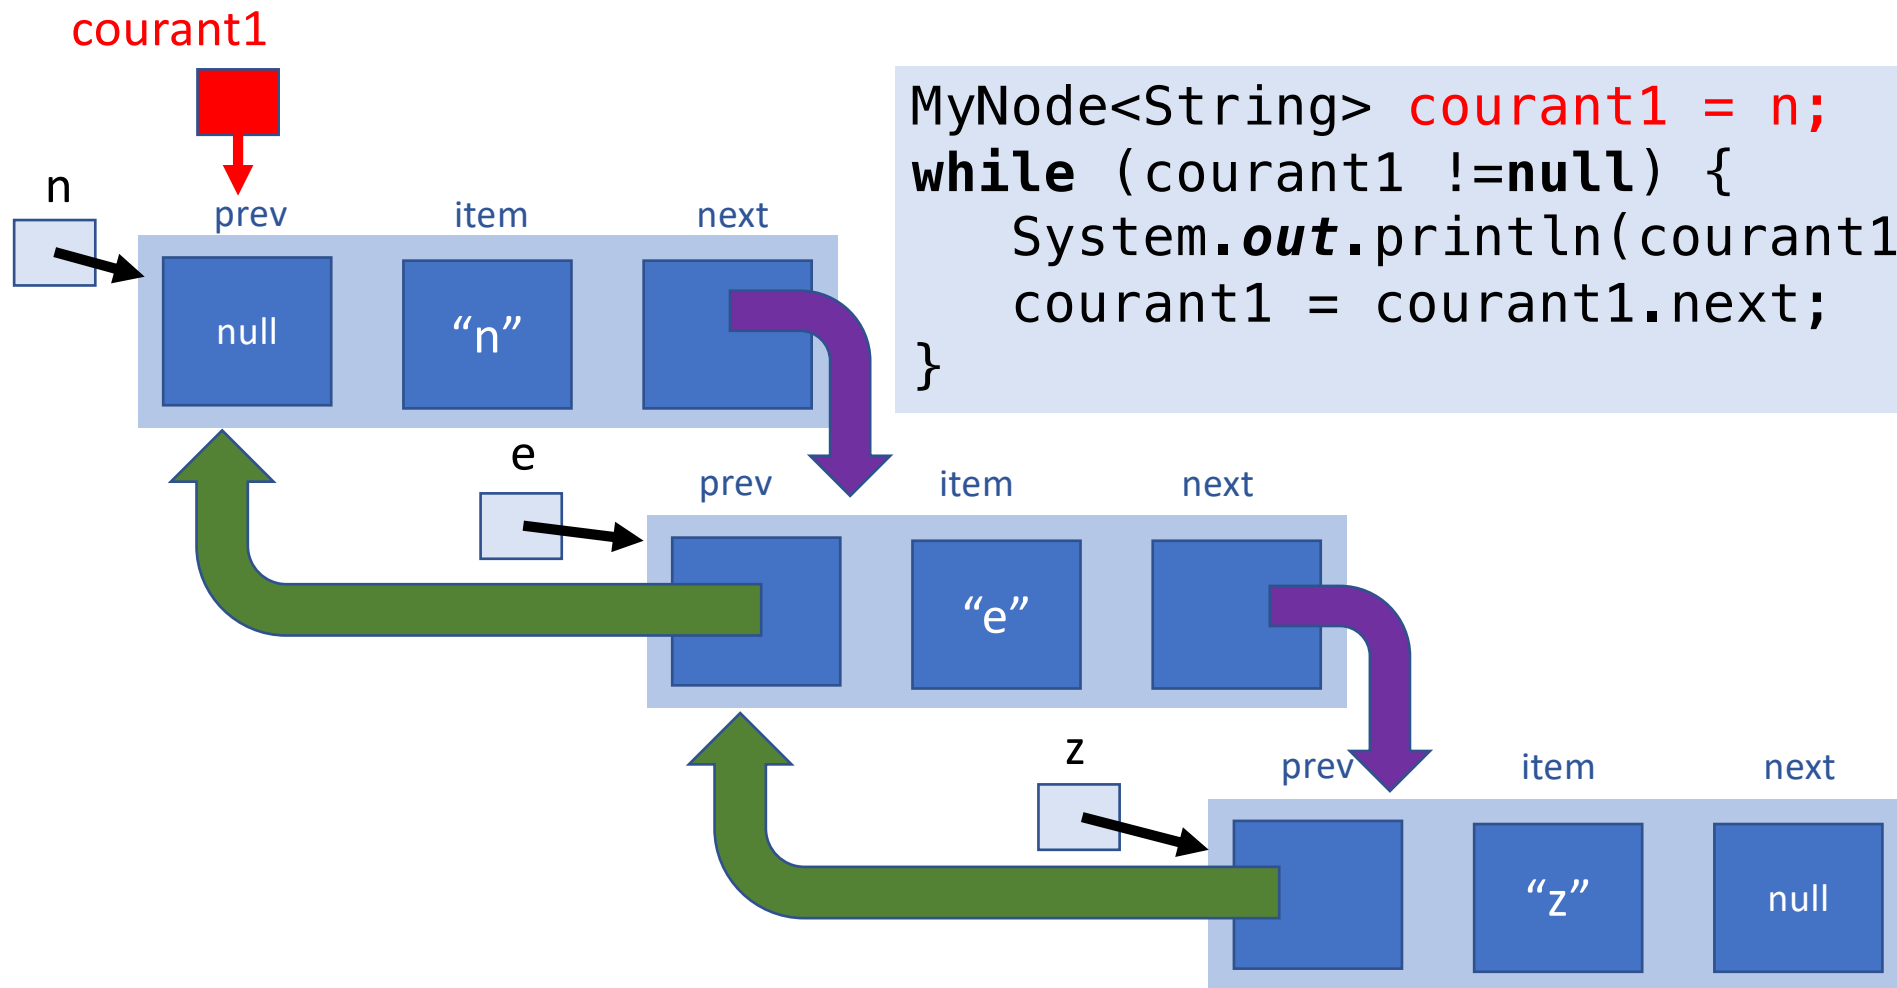 courant1
MyNode<String> courant1 = n;
while (courant1 !=null) {
System.out.println(courant1
courant1 = courant1.next;
}
n
prev item next
null “n”
e
prev item next
“e”
z
prev item next
“z” null